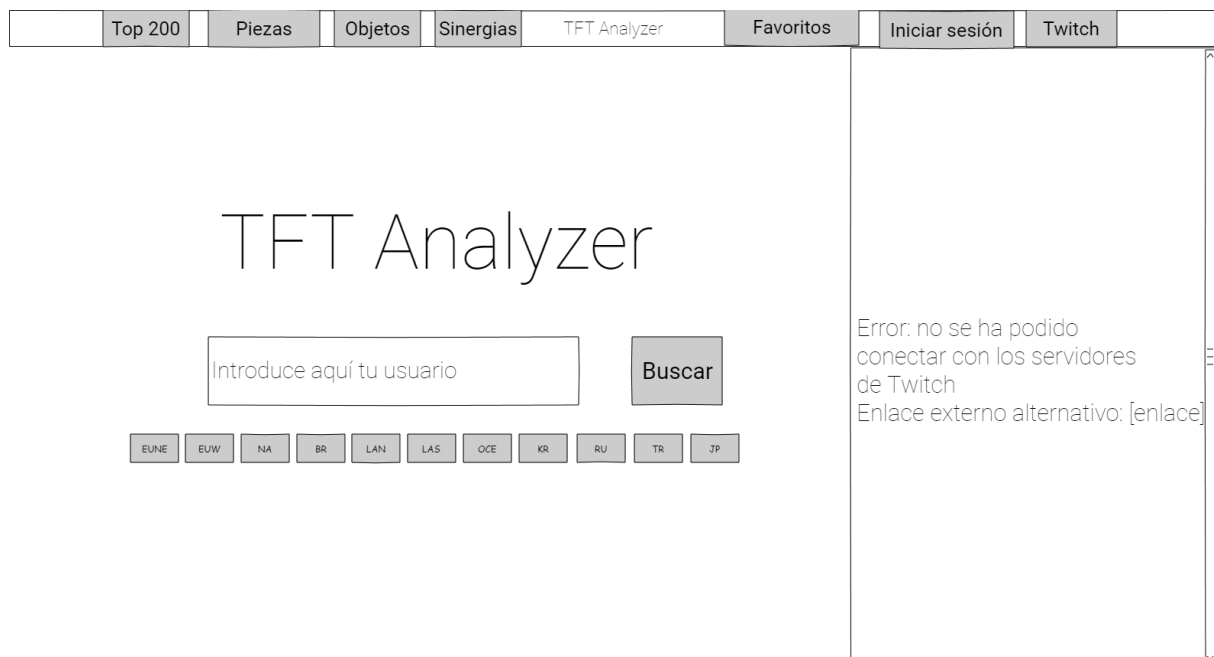 Top 200 Piezas Objetos Sinergias TFT Analyzer Favoritos Iniciar sesión Twitch
TFT Analyzer
Introduce aquí tu usuario Buscar
EUNE EUW NA BR LAN LAS OCE KR RU TR JP
Error: no se ha podido
conectar con los servidores
de Twitch
Enlace externo alternativo: [enlace]